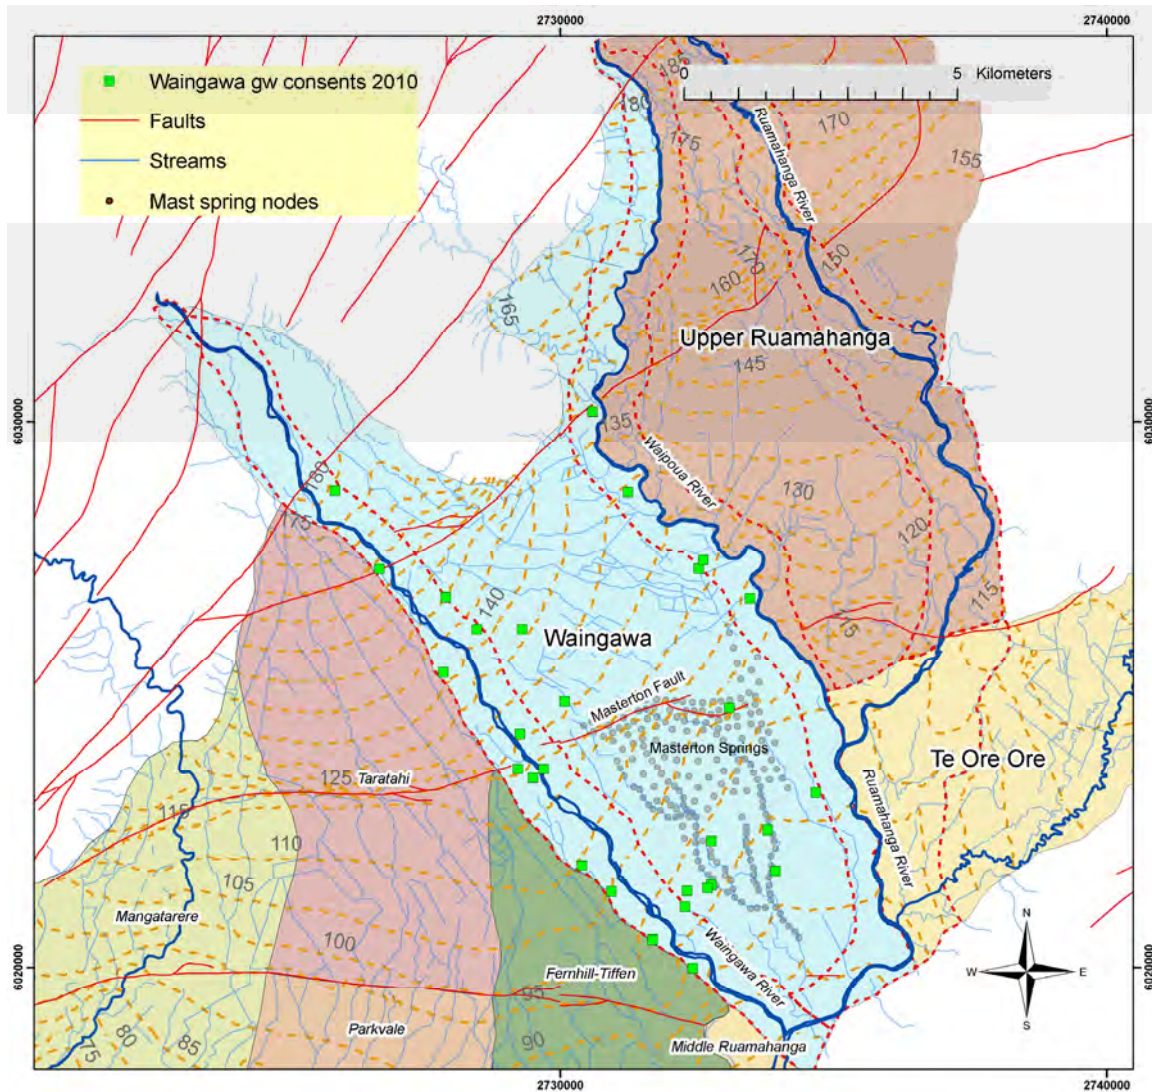 2730000
2740000
Waingawa gw consents 2010
Faults
Streams
Mast spring nodes
0
5 Kilometers
185
180
175
170
155
Ruamahanga River
170
150
160
165
Upper Ruamahanga
145
6030000
6030000
135
Waipoua River
180
130
175
120
140
115
115
Waingawa
Masterton Fault
Masterton Springs
Te Ore Ore
125
Taratahi
115
110
Ruamahanga River
105
Mangatarere
100
Waingawa River
N
W
E
S
6020000
6020000
Fernhill-Tiffen
95
Parkvale
90
Middle Ruamahanga
80
85
75
2730000
2740000